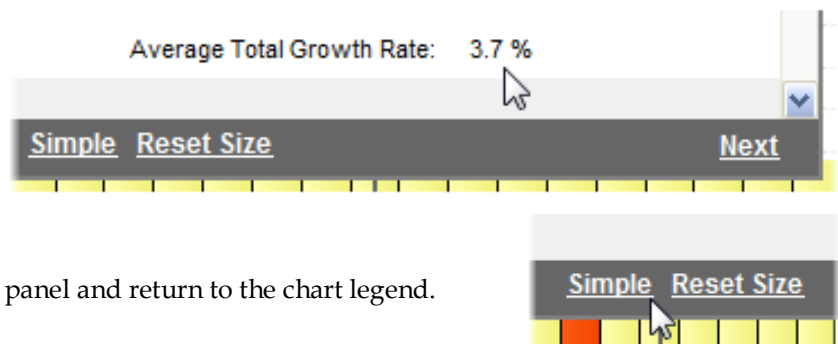 Average Total Growth Rate: 3.7 %
Simple Reset Size Next
panel and return to the chart legend.
Simple Reset Size